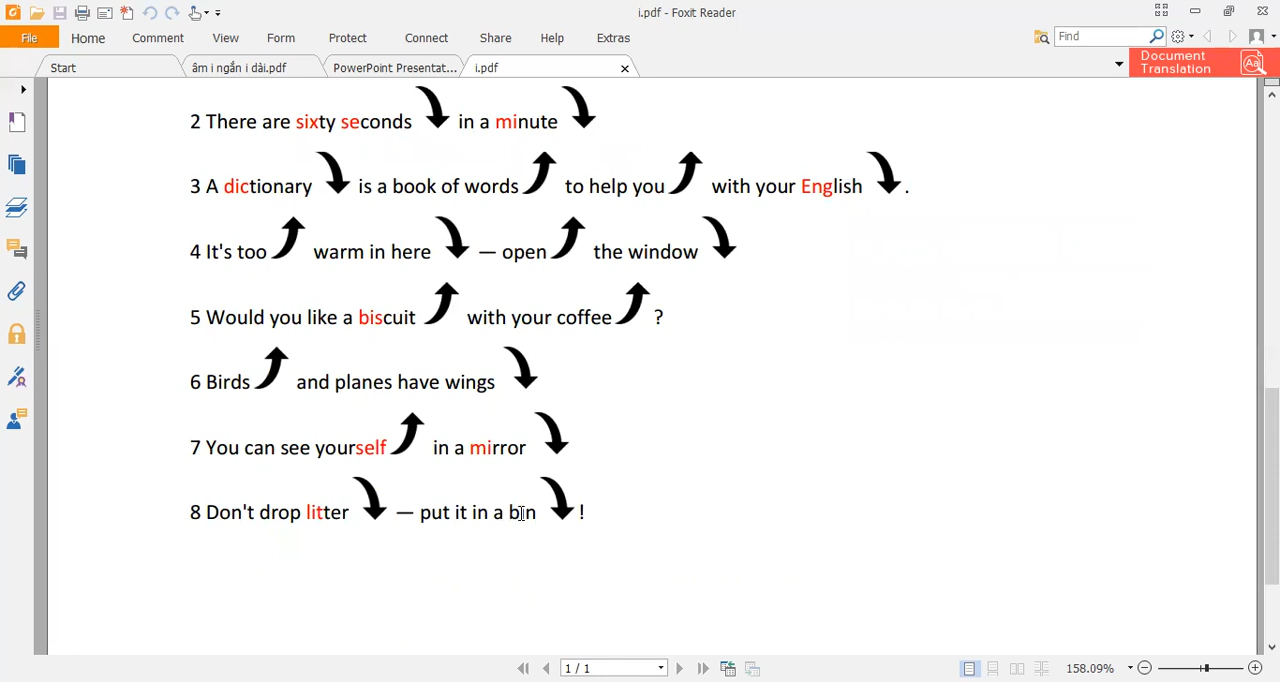 i.pdf - Foxit Reader
File Home Comment View Form Protect Connect Share Help Extras Find
Start âm i ngắn i dài.pdf PowerPoint Presentat... i.pdf Document Translation
2 There are sixty seconds in a minute
3 A dictionary is a book of words to help you with your English .
4 It's too warm in here — open the window
5 Would you like a biscuit with your coffee ?
6 Birds and planes have wings
7 You can see yourself in a mirror
8 Don't drop litter — put it in a bin !
1 / 1 158.09%